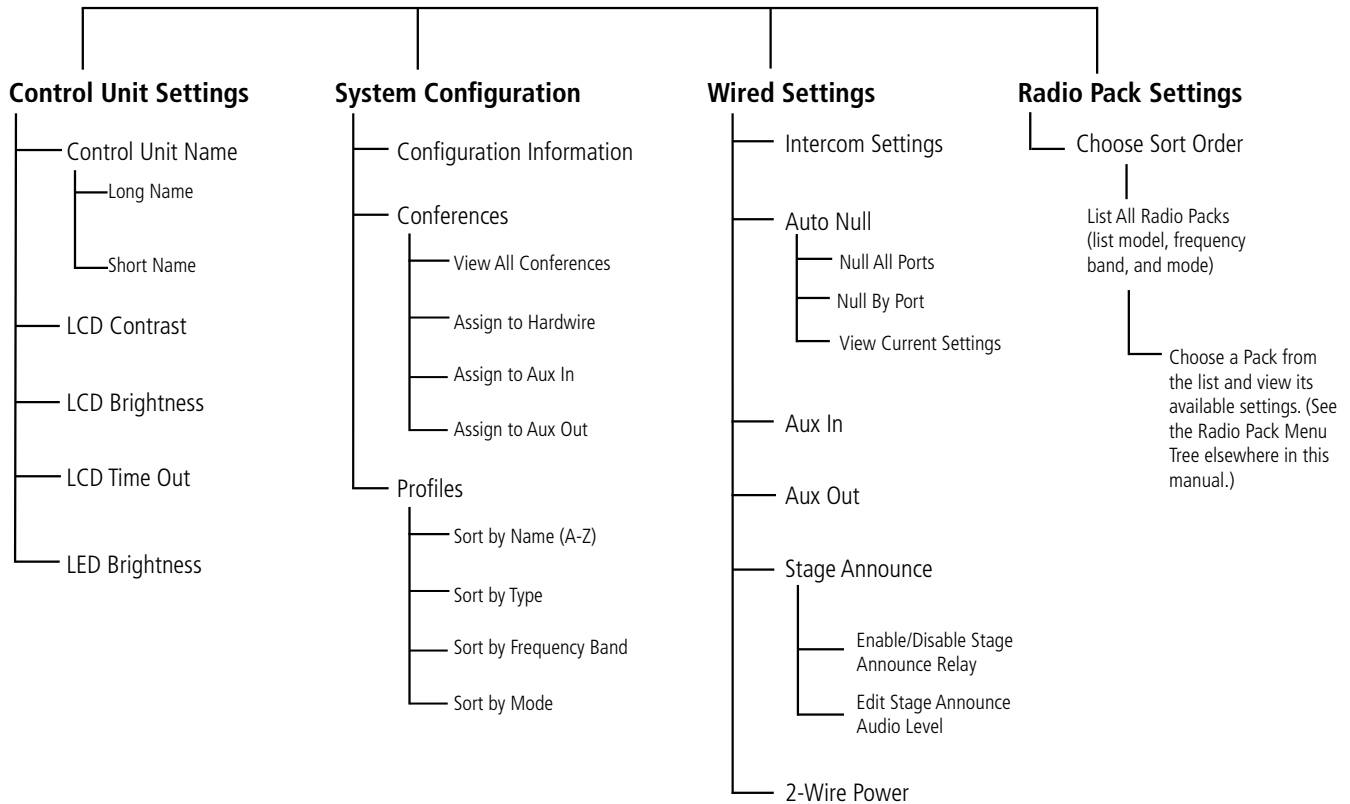 Control Unit Settings
Control Unit Name
Long Name
Short Name
LCD Contrast
LCD Brightness
LCD Time Out
LED Brightness
System Configuration
Configuration Information
Conferences
View All Conferences
Assign to Hardwire
Assign to Aux In
Assign to Aux Out
Profiles
Sort by Name (A-Z)
Sort by Type
Sort by Frequency Band
Sort by Mode
Wired Settings
Intercom Settings
Auto Null
Null All Ports
Null By Port
View Current Settings
Aux In
Aux Out
Stage Announce
Enable/Disable Stage
Announce Relay
Edit Stage Announce
Audio Level
2-Wire Power
Radio Pack Settings
Choose Sort Order
List All Radio Packs
(list model, frequency
band, and mode)
Choose a Pack from
the list and view its
available settings. (See
the Radio Pack Menu
Tree elsewhere in this
manual.)